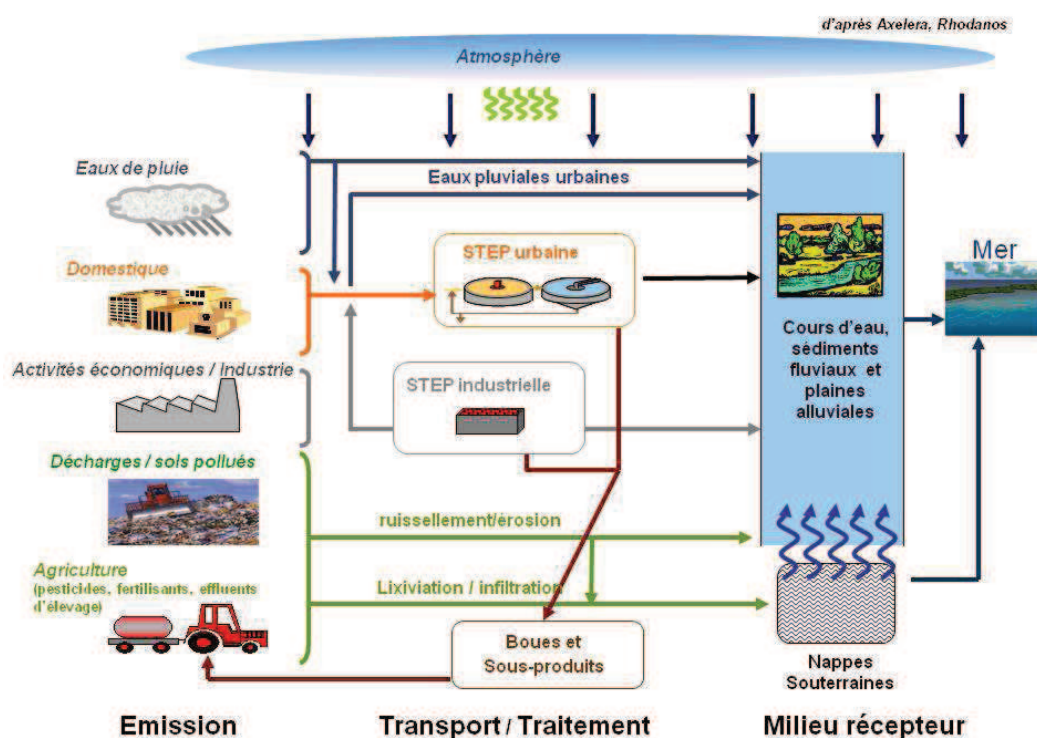 d'après Axelera, Rhodanos
Atmosphère
Eaux de pluie
Eaux pluviales urbaines
STEP urbaine
Domestique
Mer
Cours d'eau,
sédiments
fluviaux et
plaines
alluviales
Activités économiques / Industrie
STEP industrielle
Décharges / sols pollués
ruissellement/érosion
Agriculture
(pesticides, fertilisants, effluents
d'élevage)
Lixiviation / infiltration
Boues et
Sous-produits
Nappes
Souterraines
Emission
Transport / Traitement
Milieu récepteur